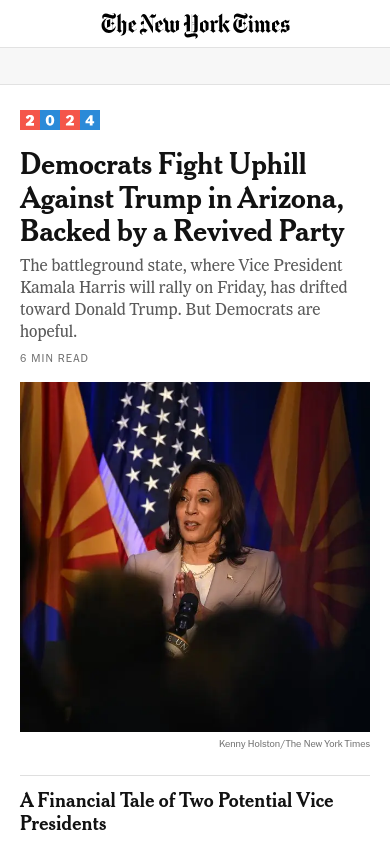 The New York Times
2024
Democrats Fight Uphill
Against Trump in Arizona,
Backed by a Revived Party
The battleground state, where Vice President
Kamala Harris will rally on Friday, has drifted
toward Donald Trump. But Democrats are
hopeful.
6 MIN READ
Kenny Holston/The New York Times
A Financial Tale of Two Potential Vice
Presidents